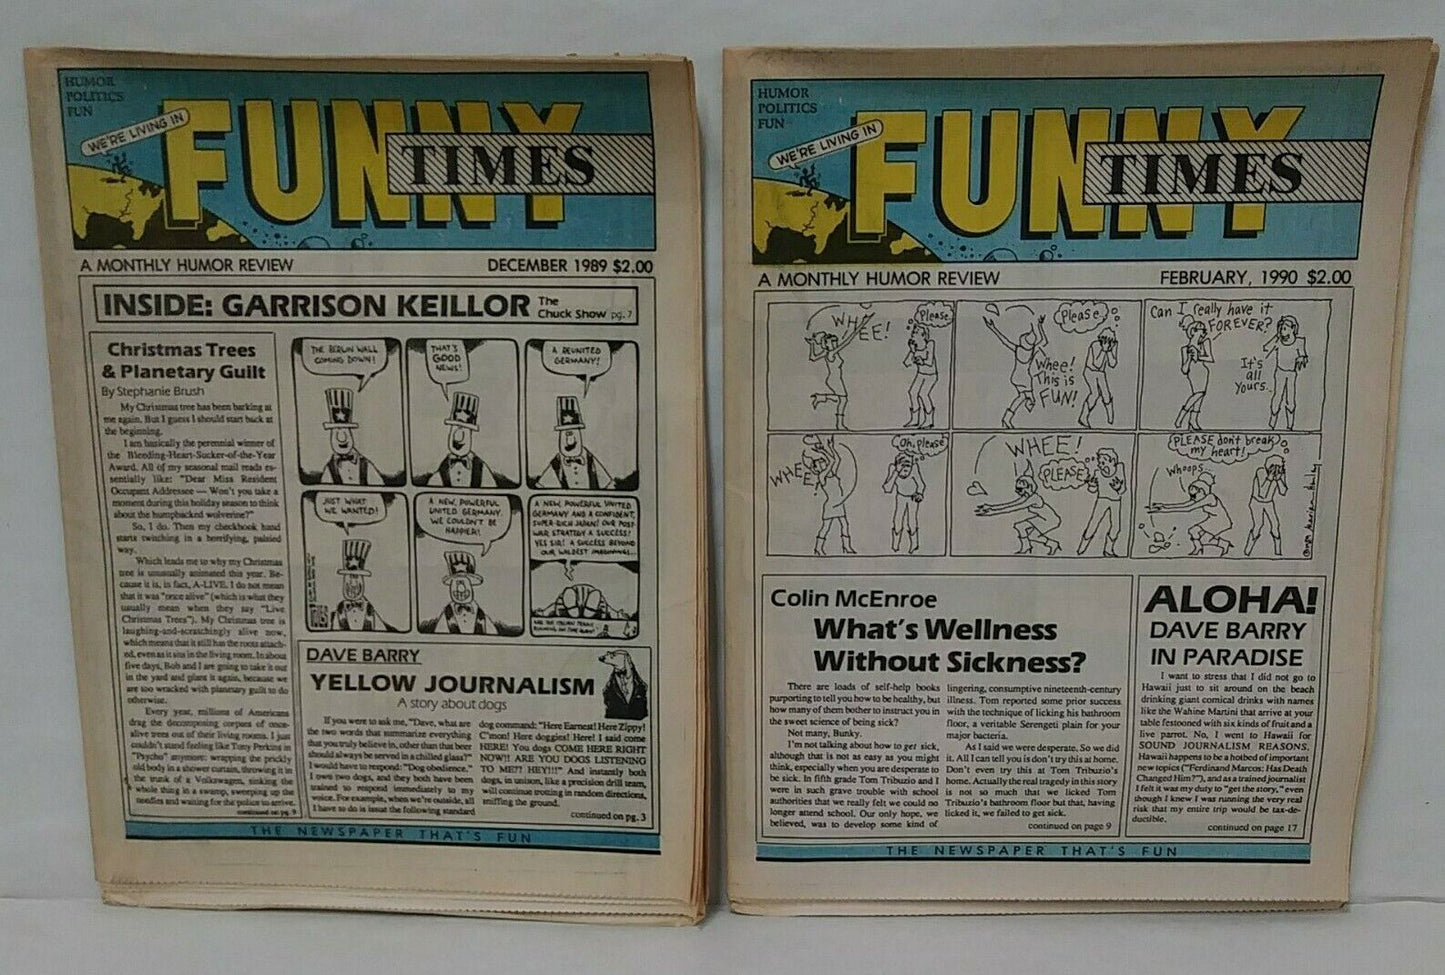 HUMOR
POLITICS
FUN
WE'RE LIVING IN
FUNNY
TIMES
A MONTHLY HUMOR REVIEW
DECEMBER 1989 $2.00
INSIDE: GARRISON KEILLOR The
Chuck Show pg. 7
Christmas Trees
& Planetary Guilt
By Stephanie Brush
My Christmas tree has been barking at
me again. But I guess I should start back at
the beginning.
I am basically the perennial winner of
the Bleeding-Heart-Sucker-of-the-Year
Award. All of my seasonal mail reads es-
sentially like: "Dear Miss Resident
Occupant Addressee — Won't you take a
moment during this holiday season to think
about the humpbacked wolverine?"
So, I do. Then my checkbook hand
starts twitching in a horrifying, palsied
way.
Which leads me to why my Christmas
tree is unusually animated this year. Be-
cause it is, in fact, A-LIVE. I do not mean
that it was "once alive" (which is what they
usually mean when they say "Live
Christmas Trees"). My Christmas tree is
laughing-and-scratchingly alive now,
which means that it still has the roots attach-
ed, even as it sits in the living room. In about
five days, Bob and I are going to take it out
in the yard and plant it again, because we
are too wracked with planetary guilt to do
otherwise.
Every year, millions of Americans
drag the decomposing corpses of once-
alive trees out of their living rooms. I just
couldn't stand feeling like Tony Perkins in
"Psycho" anymore: wrapping the prickly
old body in a shower curtain, throwing it in
the trunk of a Volkswagen, sinking the
whole thing in a swamp, sweeping up the
needles and waiting for the police to arrive.
continued on pg. 9
THE BERLIN WALL
COMING DOWN!
THAT'S
GOOD
NEWS!
A REUNITED
GERMANY!
JUST WHAT
WE WANTED!
A NEW, POWERFUL
UNITED GERMANY.
WE COULDN'T BE
HAPPIER!
A NEW, POWERFUL UNITED
GERMANY AND A CONFIDENT,
SUPER-RICH JAPAN! OUR POST
WAR STRATEGY A SUCCESS!
YES SIR! A SUCCESS BEYOND
OUR WILDEST IMAGININGS...
TOLES
DAVE BARRY
YELLOW JOURNALISM
A story about dogs
If you were to ask me, "Dave, what are
the two words that summarize everything
that you truly believe in, other than that beer
should always be served in a chilled glass?"
I would have to respond: "Dog obedience."
I own two dogs, and they both have been
trained to respond immediately to my
voice. For example, when we're outside, all
I have to do is issue the following standard
dog command: "Here Earnest! Here Zippy!
C'mon! Here doggies! Here! I said come
HERE! You dogs COME HERE RIGHT
NOW!! ARE YOU DOGS LISTENING
TO ME?? HEY!!!" And instantly both
dogs, in unison, like a precision drill team,
will continue trotting in random directions,
sniffing the ground.
continued on pg. 3
THE NEWSPAPER THAT'S FUN
HUMOR
POLITICS
FUN
WE'RE LIVING IN
FUNNY
TIMES
A MONTHLY HUMOR REVIEW
FEBRUARY, 1990 $2.00
WHEE!
Please
Please
Whee!
This is
FUN!
Can I really have it
FOREVER?
It's
all
Yours.
WHEE
Oh, please
WHEE!
PLEASE
PLEASE don't break
my heart!
Whoops
Colin McEnroe
What's Wellness
Without Sickness?
There are loads of self-help books
purporting to tell you how to be healthy, but
how many of them bother to instruct you in
the sweet science of being sick?
Not many, Bunky.
I'm not talking about how to get sick,
although that is not as easy as you might
think, especially when you are desperate to
be sick. In fifth grade Tom Tribuzio and I
were in such grave trouble with school
authorities that we really felt we could no
longer attend school. Our only hope, we
believed, was to develop some kind of
lingering, consumptive nineteenth-century
illness. Tom reported some prior success
with the technique of licking his bathroom
floor, a veritable Serengeti plain for your
major bacteria.
As I said we were desperate. So we did
it. All I can tell you is don't try this at home.
Don't even try this at Tom Tribuzio's
home. Actually the real tragedy in this story
is not so much that we licked Tom
Tribuzio's bathroom floor but that, having
licked it, we failed to get sick.
continued on page 9
ALOHA!
DAVE BARRY
IN PARADISE
I want to stress that I did not go to
Hawaii just to sit around on the beach
drinking giant comical drinks with names
like the Wahine Martini that arrive at your
table festooned with six kinds of fruit and a
live parrot. No, I went to Hawaii for
SOUND JOURNALISM REASONS.
Hawaii happens to be a hotbed of important
new topics ("Ferdinand Marcos: Has Death
Changed Him?"), and as a trained journalist
I felt it was my duty to "get the story," even
though I knew I was running the very real
risk that my entire trip would be tax-de-
ductible.
continued on page 17
THE NEWSPAPER THAT'S FUN